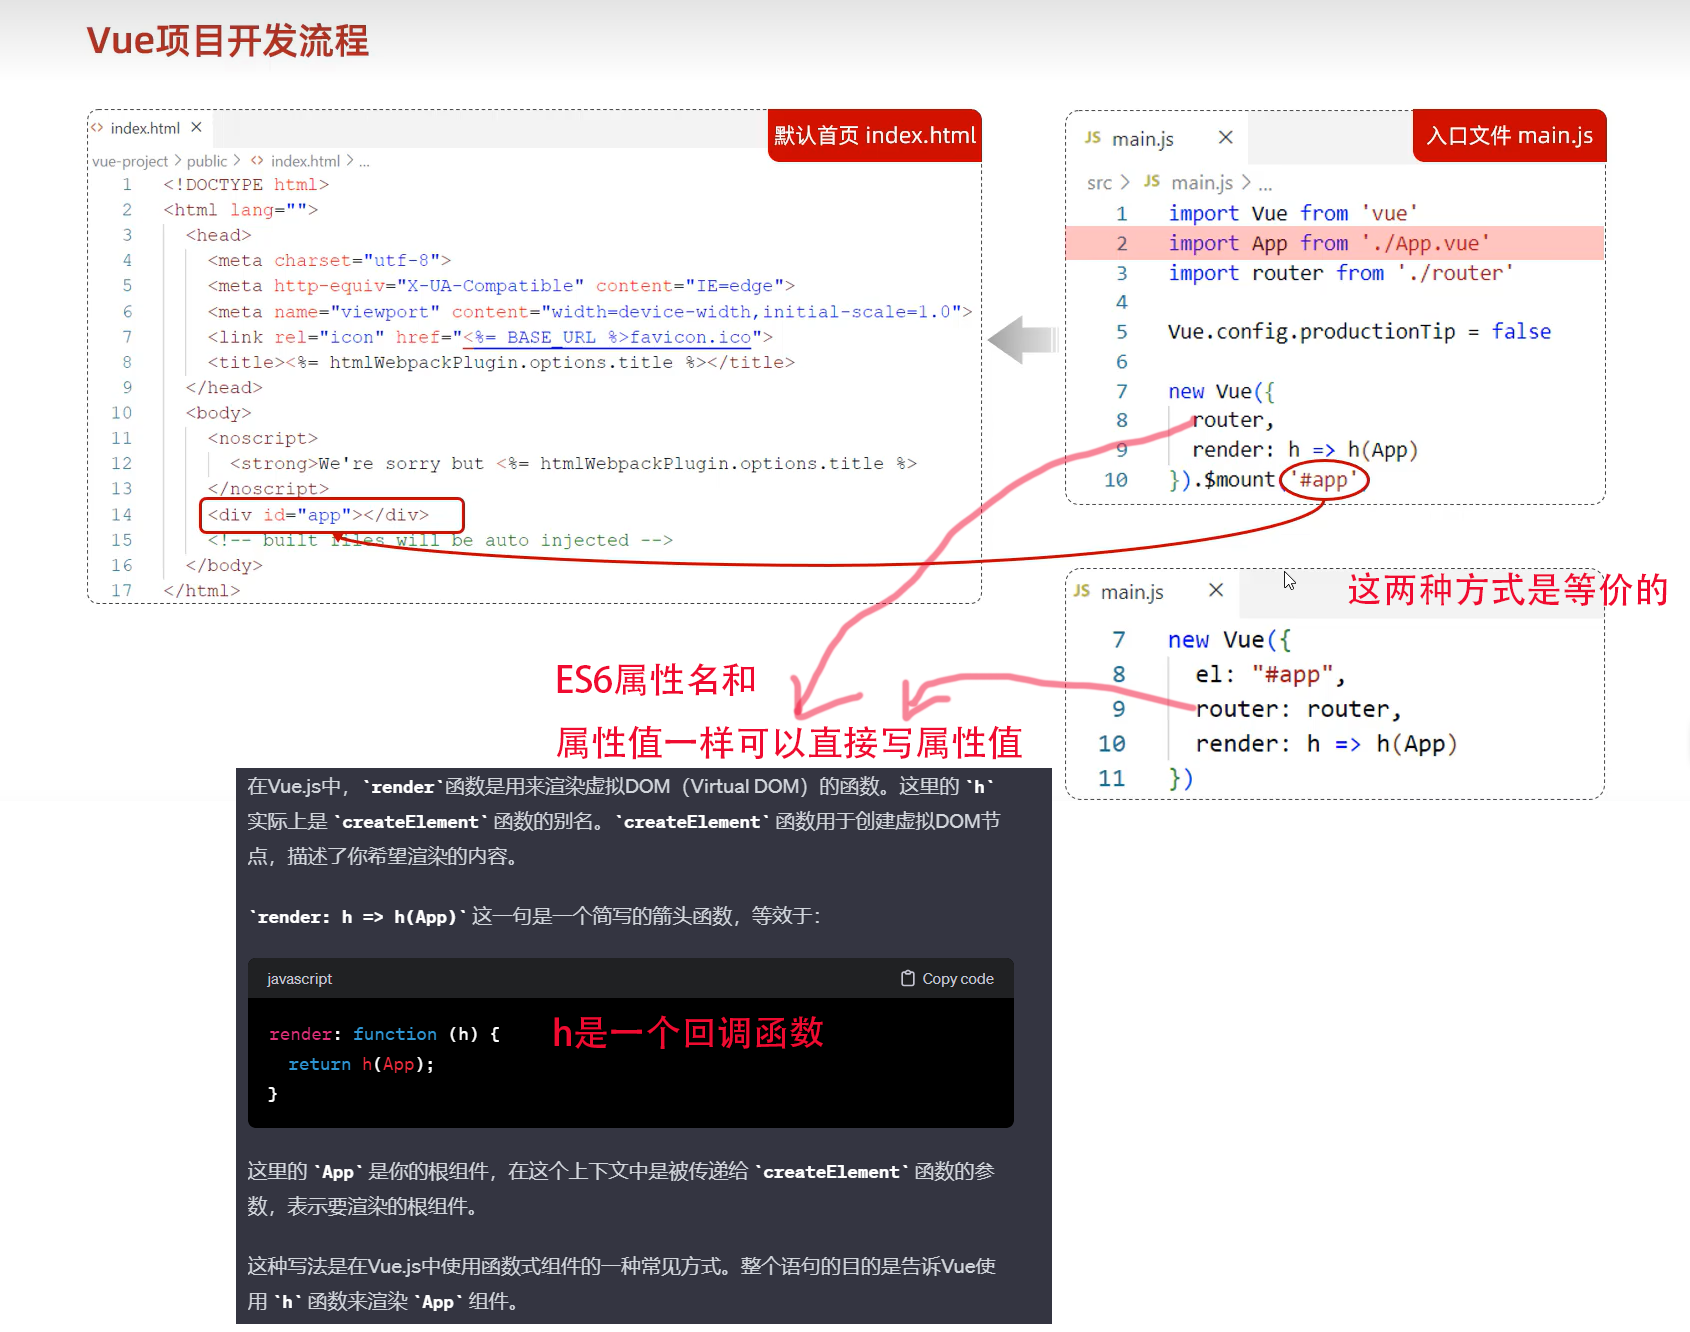 Vue项目开发流程
index.html ×
默认首页 index.html
vue-project > public > <> index.html > ...
1 <!DOCTYPE html>
2 <html lang="">
3 <head>
4 <meta charset="utf-8">
5 <meta http-equiv="X-UA-Compatible" content="IE=edge">
6 <meta name="viewport" content="width=device-width,initial-scale=1.0">
7 <link rel="icon" href="<%= BASE_URL %>favicon.ico">
8 <title><%= htmlWebpackPlugin.options.title %></title>
9 </head>
10 <body>
11 <noscript>
12 <strong>We're sorry but <%= htmlWebpackPlugin.options.title %>
13 </noscript>
14 <div id="app"></div>
15 <!-- built files will be auto injected -->
16 </body>
17 </html>
JS main.js ×
入口文件 main.js
src > JS main.js > ...
1 import Vue from 'vue'
2 import App from './App.vue'
3 import router from './router'
4
5 Vue.config.productionTip = false
6
7 new Vue({
8 router,
9 render: h => h(App)
10 }).$mount('#app')
JS main.js ×
这两种方式是等价的
7 new Vue({
8 el: "#app",
9 router: router,
10 render: h => h(App)
11 })
ES6属性名和
属性值一样可以直接写属性值
在Vue.js中，`render`函数是用来渲染虚拟DOM（Virtual DOM）的函数。这里的 `h`
实际上是 `createElement` 函数的别名。`createElement` 函数用于创建虚拟DOM节
点，描述了你希望渲染的内容。
`render: h => h(App)` 这一句是一个简写的箭头函数，等效于：
javascript
Copy code
render: function (h) {
return h(App);
}
h是一个回调函数
这里的 `App` 是你的根组件，在这个上下文中是被传递给 `createElement` 函数的参
数，表示要渲染的根组件。
这种写法是在Vue.js中使用函数式组件的一种常见方式。整个语句的目的是告诉Vue使
用 `h` 函数来渲染 `App` 组件。